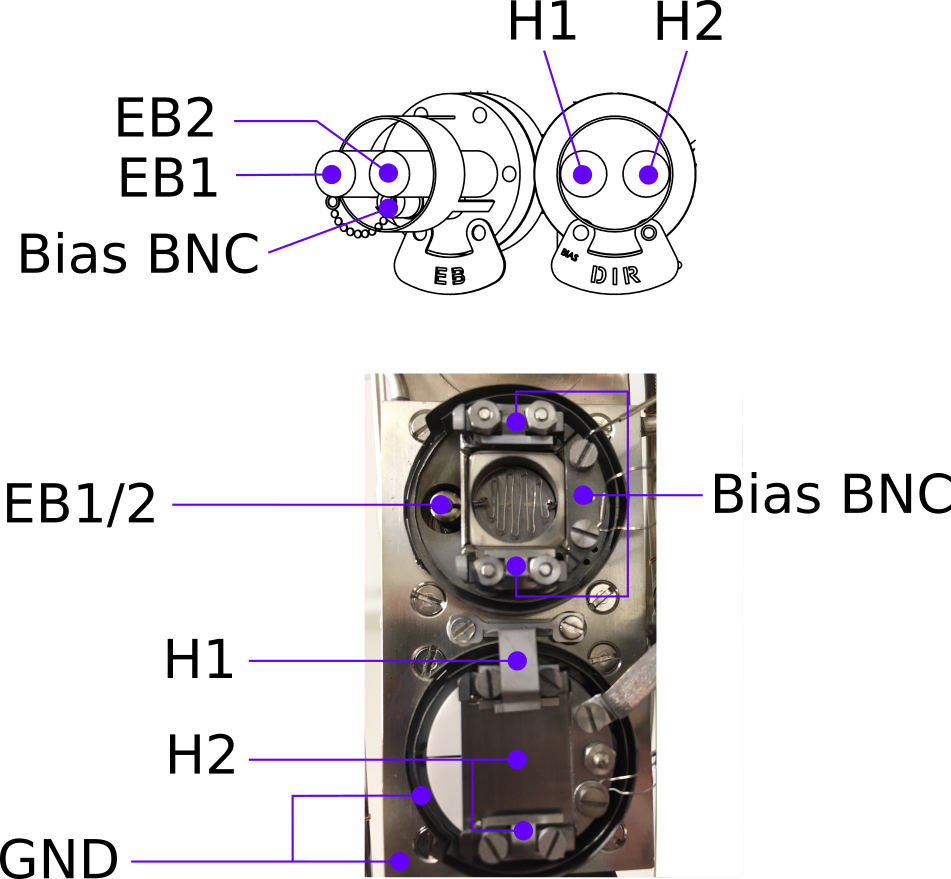 H1 H2
EB2
EB1
Bias BNC
EB
BIAS
DIR
EB1/2
Bias BNC
H1
H2
GND